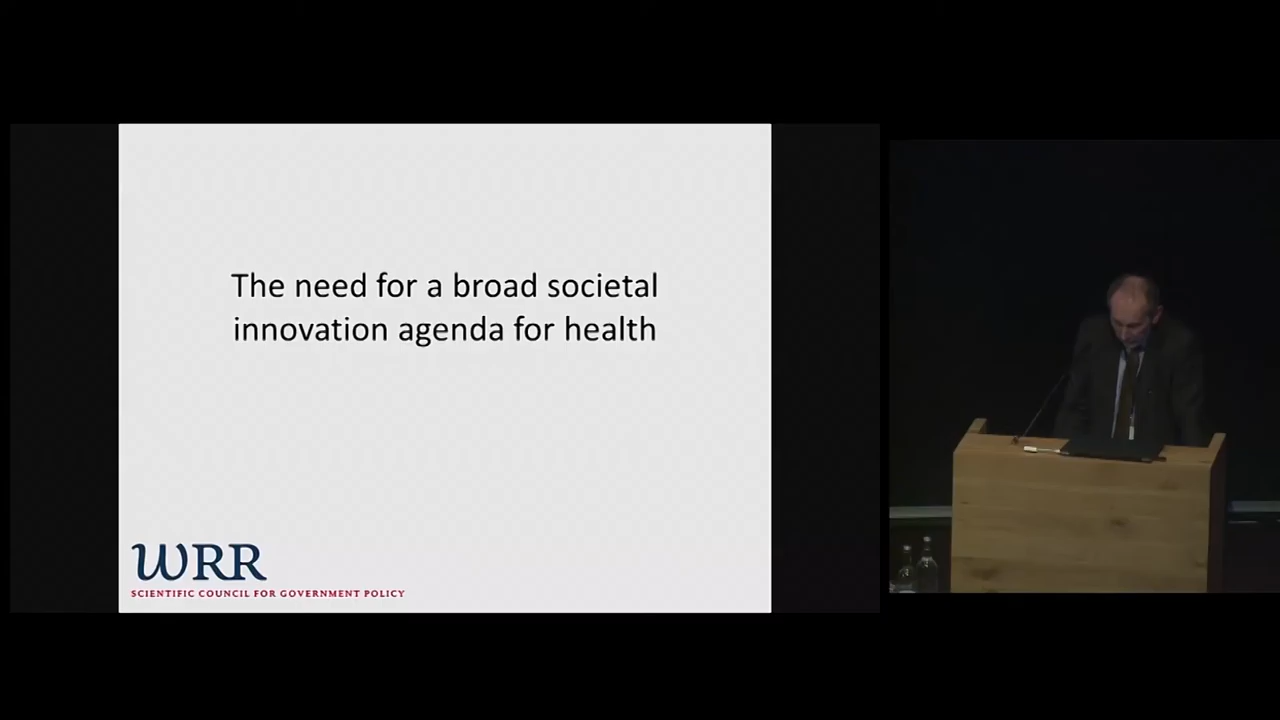 The need for a broad societal
innovation agenda for health
WRR
SCIENTIFIC COUNCIL FOR GOVERNMENT POLICY